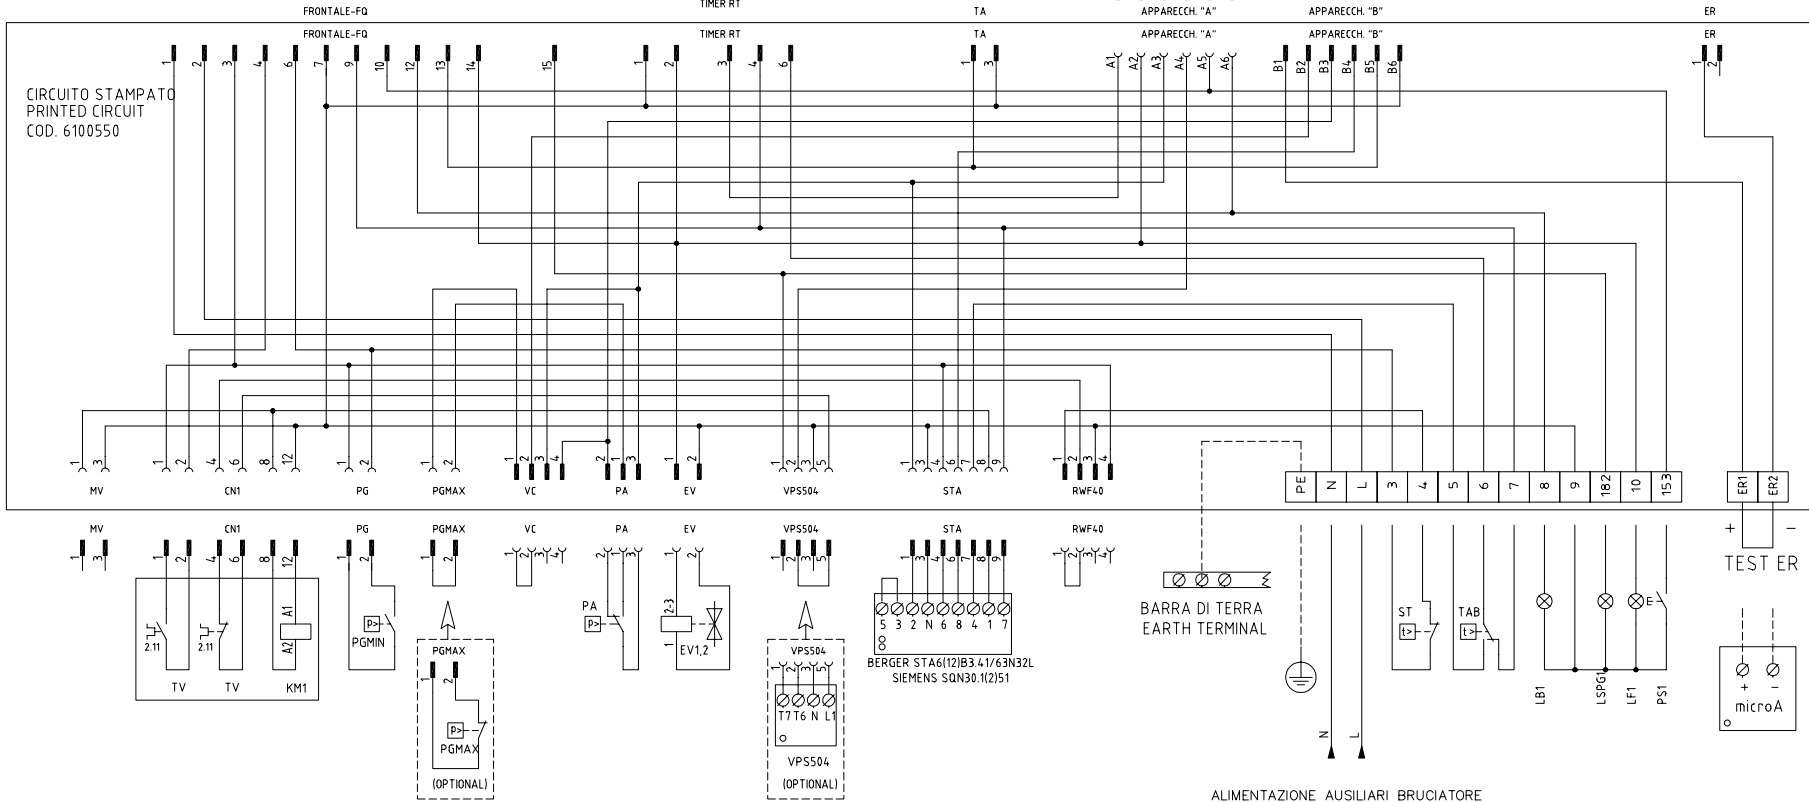 FRONTALE-FQ TIMER RT TA APPARECCH. "A" APPARECCH. "B" ER
FRONTALE-FQ TIMER RT TA APPARECCH. "A" APPARECCH. "B" ER
1 2 3 4 6 7 9 10 12 13 14 15 1 2 3 4 6 1 3 A1 A2 A3 A4 A5 A6 B1 B2 B3 B4 B5 B6 1 2
CIRCUITO STAMPATO
PRINTED CIRCUIT
COD. 6100550
1 3 1 2 4 6 8 12 1 2 1 2 1 2 3 4 2 1 3 1 2 1 2 3 5 1 3 4 6 7 8 9 1 2 3 4
PE N L 3 4 5 6 7 8 9 182 10 153 ER1 ER2
MV CN1 PG PGMAX VC PA EV VPS504 STA RWF40
MV CN1 PG PGMAX VC PA EV VPS504 STA RWF40
+ -
1 3 1 2 4 6 8 12 1 2 1 2 1 2 3 4 2 1 3 1 2 1 2 3 5 1 3 4 6 7 8 9 1 2 3 4
TEST ER
A1 A2
2.11 2.11
TV TV KM1
p> PGMIN
PGMAX
1 2
p> PGMAX
(OPTIONAL)
PA
p>
2-3
1
EV1,2
VPS504
1 2 3 5
T7 T6 N L1
VPS504
(OPTIONAL)
5 3 2 N 6 8 4 1 7
BERGER STA6(12)B3.41/63N32L
SIEMENS SQN30.1(2)51
BARRA DI TERRA
EARTH TERMINAL
N L
ST
t>
TAB
t>
E
LB1 LSPG1 LF1 PS1
+ -
microA
ALIMENTAZIONE AUSILIARI BRUCIATORE